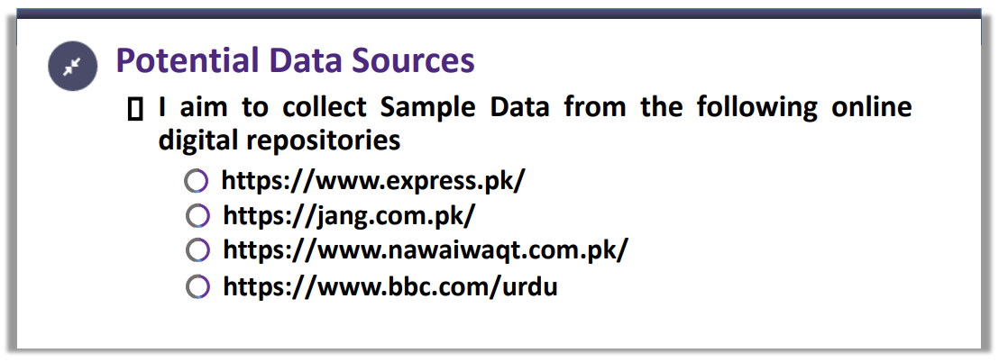 Potential Data Sources
I aim to collect Sample Data from the following online
digital repositories
https://www.express.pk/
https://jang.com.pk/
https://www.nawaiwaqt.com.pk/
https://www.bbc.com/urdu